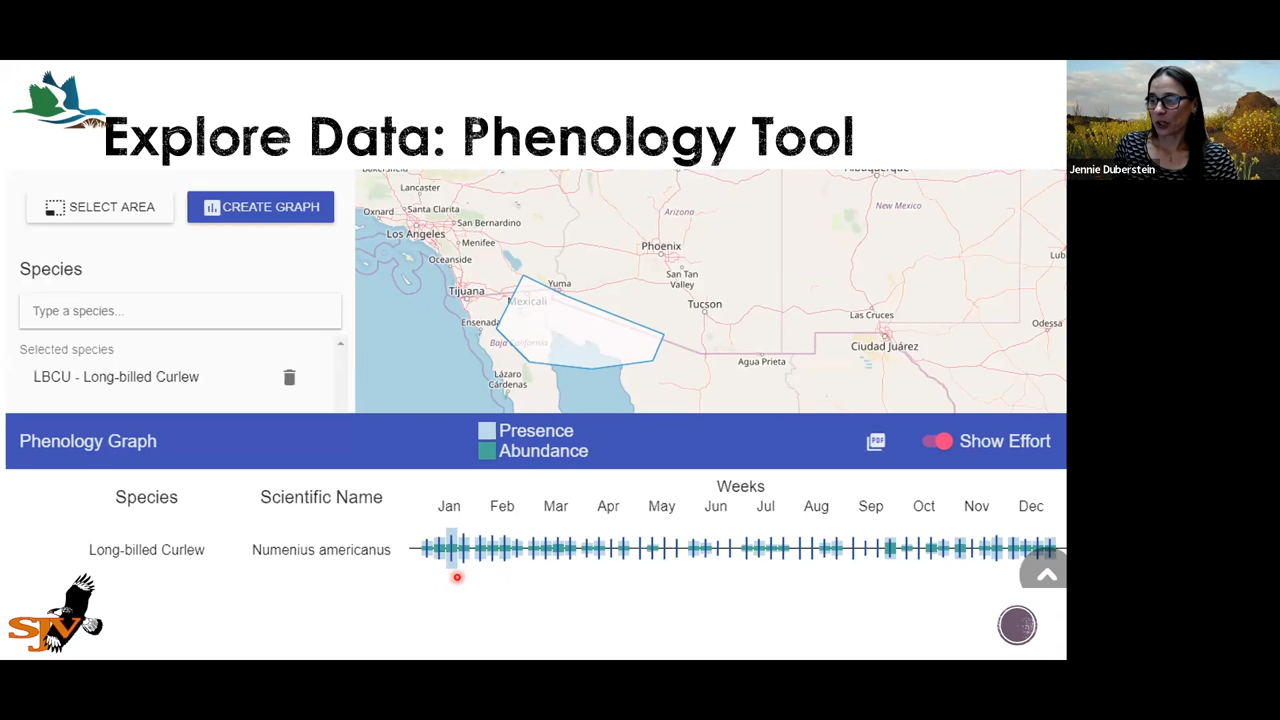 Explore Data: Phenology Tool
Jennie Duberstein
SELECT AREA
CREATE GRAPH
Species
Type a species...
Selected species
LBCU - Long-billed Curlew
Lancaster
Oxnard
Santa Clarita
Los Angeles
San Bernardino
Menifee
Oceanside
Tijuana
Ensenada
Mexicali
Yuma
Baja California
Lázaro
Cárdenas
Arizona
Phoenix
San Tan
Valley
Tucson
Agua Prieta
Albuquerque
New Mexico
Las Cruces
Ciudad Juárez
Odessa
Phenology Graph
Presence
Abundance
PDF
Show Effort
Species
Scientific Name
Weeks
Jan Feb Mar Apr May Jun Jul Aug Sep Oct Nov Dec
Long-billed Curlew
Numenius americanus
SJV